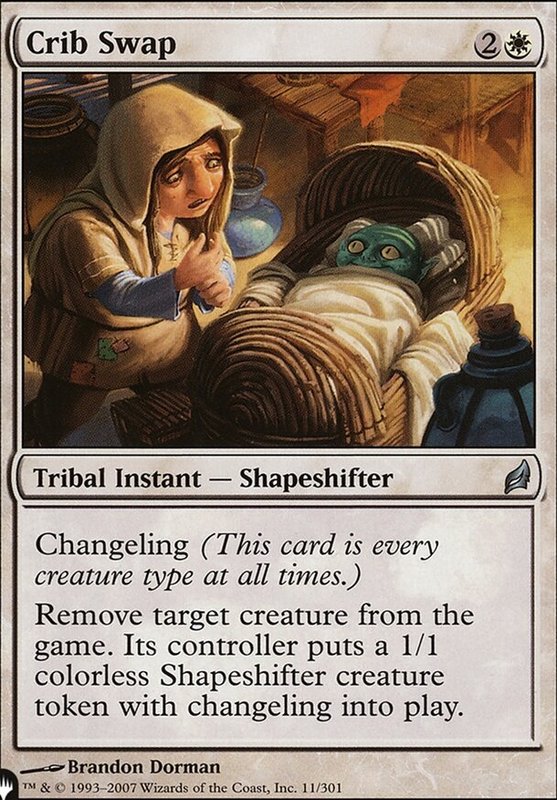 Crib Swap 2
Tribal Instant — Shapeshifter
Changeling (This card is every
creature type at all times.)
Remove target creature from the
game. Its controller puts a 1/1
colorless Shapeshifter creature
token with changeling into play.
Brandon Dorman
™ & © 1993–2007 Wizards of the Coast, Inc. 11/301